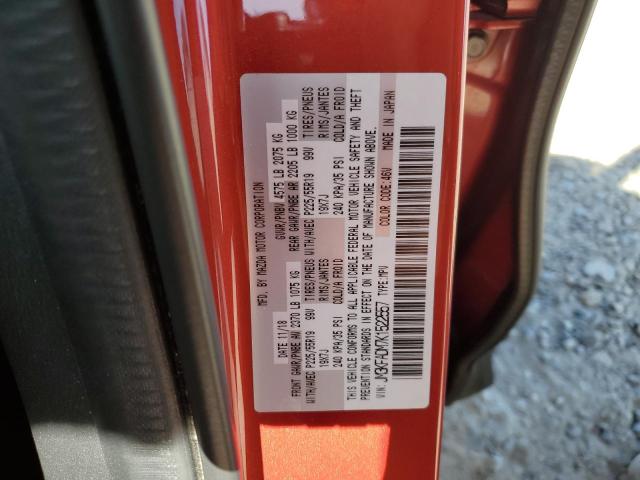 MFD. BY MAZDA MOTOR CORPORATION
DATE 11/18 GVWR/PNBV 4575 LB 2075 KG
FRONT GAWR/PNBE AV 2370 LB 1075 KG REAR GAWR/PNBE AR 2205 LB 1000 KG
WITH/AVEC P225/55R19 99V TIRES/PNEUS WITH/AVEC P225/55R19 99V TIRES/PNEUS
19X7J RIMS/JANTES 19X7J RIMS/JANTES
240 KPA/35 PSI COLD/A FROID 240 KPA/35 PSI COLD/A FROID
THIS VEHICLE CONFORMS TO ALL APPLICABLE FEDERAL MOTOR VEHICLE SAFETY AND THEFT
PREVENTION STANDARDS IN EFFECT ON THE DATE OF MANUFACTURE SHOWN ABOVE.
VIN: JM3KFADM7K1522657 TYPE:MPV COLOR CODE:46V MADE IN JAPAN